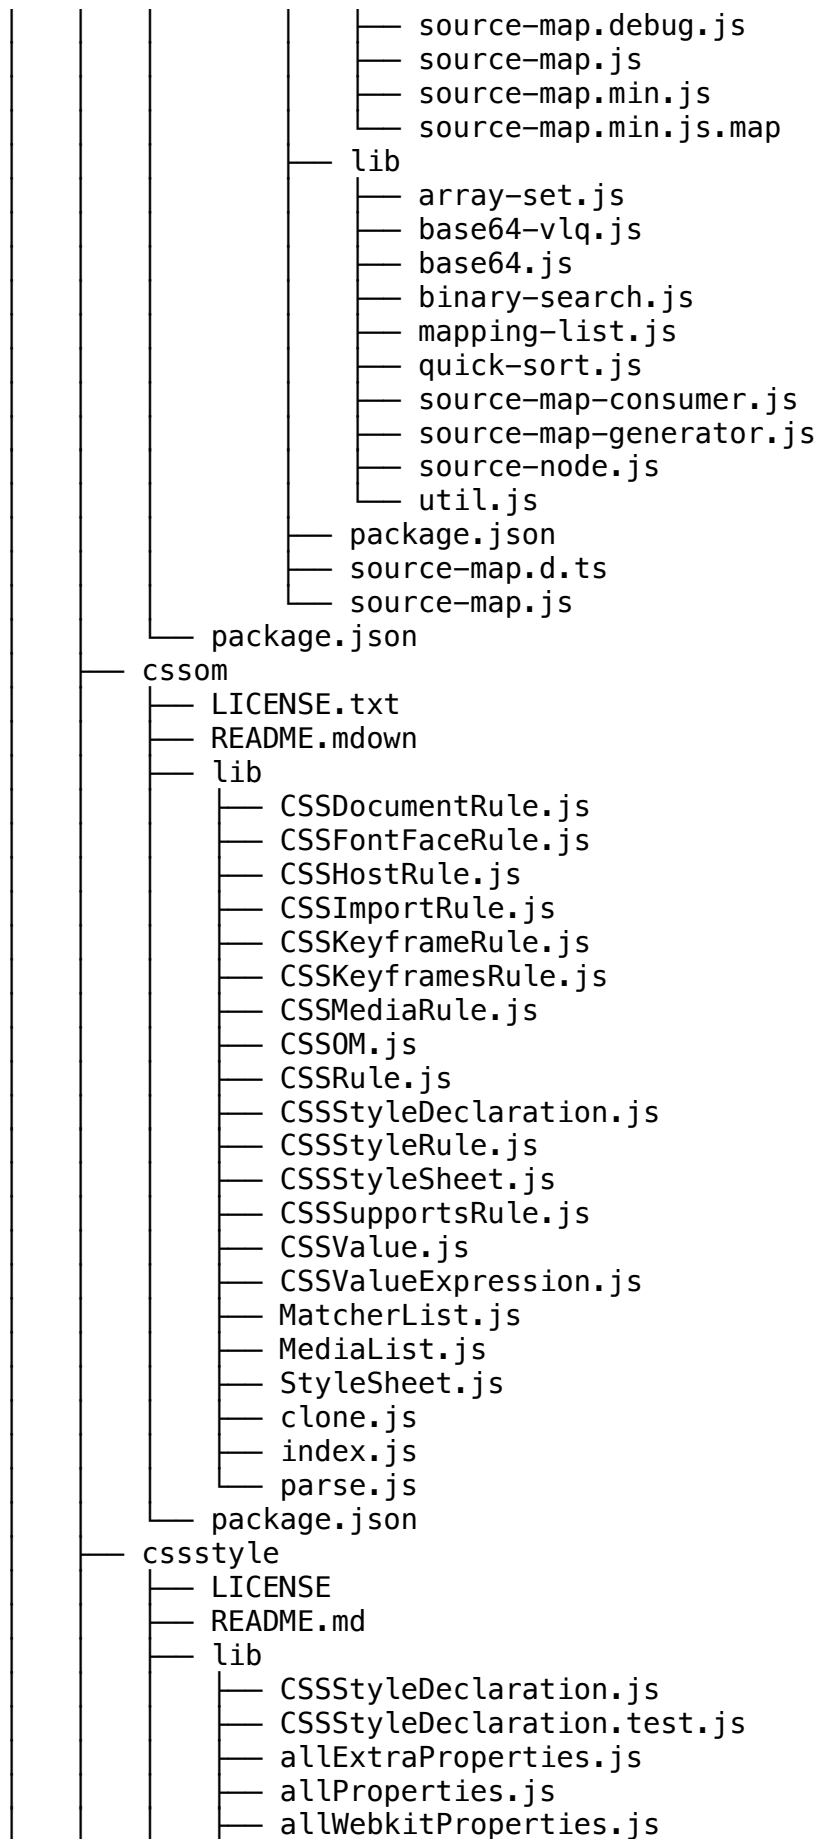 │   │   │       │   ├── source-map.debug.js
│   │   │       │   ├── source-map.js
│   │   │       │   ├── source-map.min.js
│   │   │       │   └── source-map.min.js.map
│   │   │       ├── lib
│   │   │       │   ├── array-set.js
│   │   │       │   ├── base64-vlq.js
│   │   │       │   ├── base64.js
│   │   │       │   ├── binary-search.js
│   │   │       │   ├── mapping-list.js
│   │   │       │   ├── quick-sort.js
│   │   │       │   ├── source-map-consumer.js
│   │   │       │   ├── source-map-generator.js
│   │   │       │   ├── source-node.js
│   │   │       │   └── util.js
│   │   │       ├── package.json
│   │   │       ├── source-map.d.ts
│   │   │       └── source-map.js
│   │   └── package.json
│   ├── cssom
│   │   ├── LICENSE.txt
│   │   ├── README.mdown
│   │   ├── lib
│   │   │   ├── CSSDocumentRule.js
│   │   │   ├── CSSFontFaceRule.js
│   │   │   ├── CSSHostRule.js
│   │   │   ├── CSSImportRule.js
│   │   │   ├── CSSKeyframeRule.js
│   │   │   ├── CSSKeyframesRule.js
│   │   │   ├── CSSMediaRule.js
│   │   │   ├── CSSOM.js
│   │   │   ├── CSSRule.js
│   │   │   ├── CSSStyleDeclaration.js
│   │   │   ├── CSSStyleRule.js
│   │   │   ├── CSSStyleSheet.js
│   │   │   ├── CSSSupportsRule.js
│   │   │   ├── CSSValue.js
│   │   │   ├── CSSValueExpression.js
│   │   │   ├── MatcherList.js
│   │   │   ├── MediaList.js
│   │   │   ├── StyleSheet.js
│   │   │   ├── clone.js
│   │   │   ├── index.js
│   │   │   └── parse.js
│   │   └── package.json
│   ├── cssstyle
│   │   ├── LICENSE
│   │   ├── README.md
│   │   ├── lib
│   │   │   ├── CSSStyleDeclaration.js
│   │   │   ├── CSSStyleDeclaration.test.js
│   │   │   ├── allExtraProperties.js
│   │   │   ├── allProperties.js
│   │   │   ├── allWebkitProperties.js